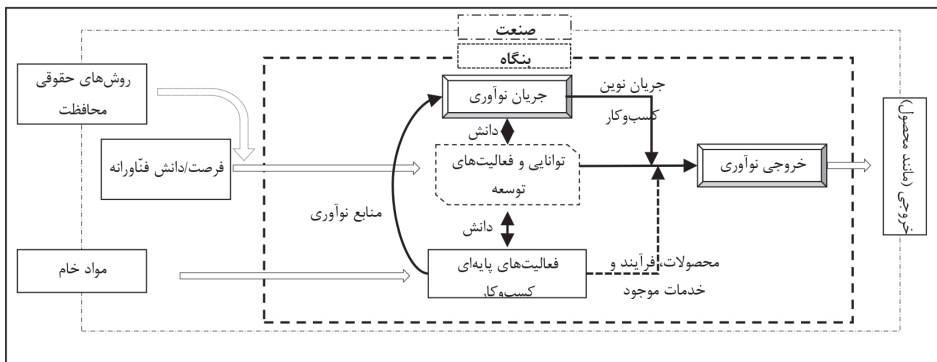 صنعت
بنگاه
روش‌های حقوقی
محافظت
فرصت/دانش فنّاورانه
مواد خام
جریان نوآوری
جریان نوین
کسب‌وکار
دانش
توانایی و فعالیت‌های
توسعه
منابع نوآوری
دانش
فعالیت‌های پایه‌ای
کسب‌وکار
محصولات، فرآیند و
خدمات موجود
خروجی نوآوری
خروجی (مانند محصول)